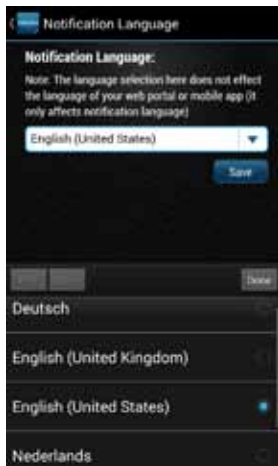 Notification Language
Notification Language:
Note: The language selection here does not effect
the language of your web portal or mobile app (it
only affects notification language)
English (United States)
Save
Done
Deutsch
English (United Kingdom)
English (United States)
Nederlands